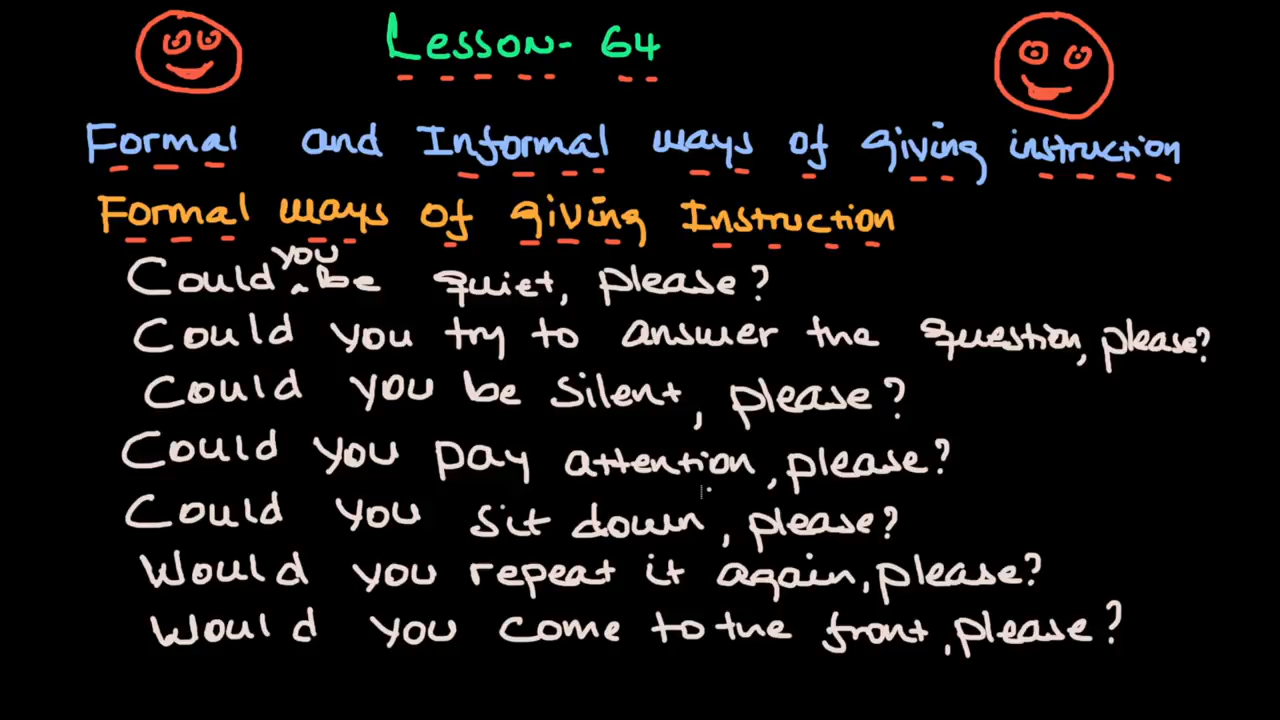 Lesson- 64
Formal and Informal ways of giving instruction
Formal ways of giving Instruction
Could you be quiet, please?
Could you try to answer the question, please?
Could you be silent, please?
Could you pay attention, please?
Could you sit down, please?
Would you repeat it again, please?
Would you come to the front, please?